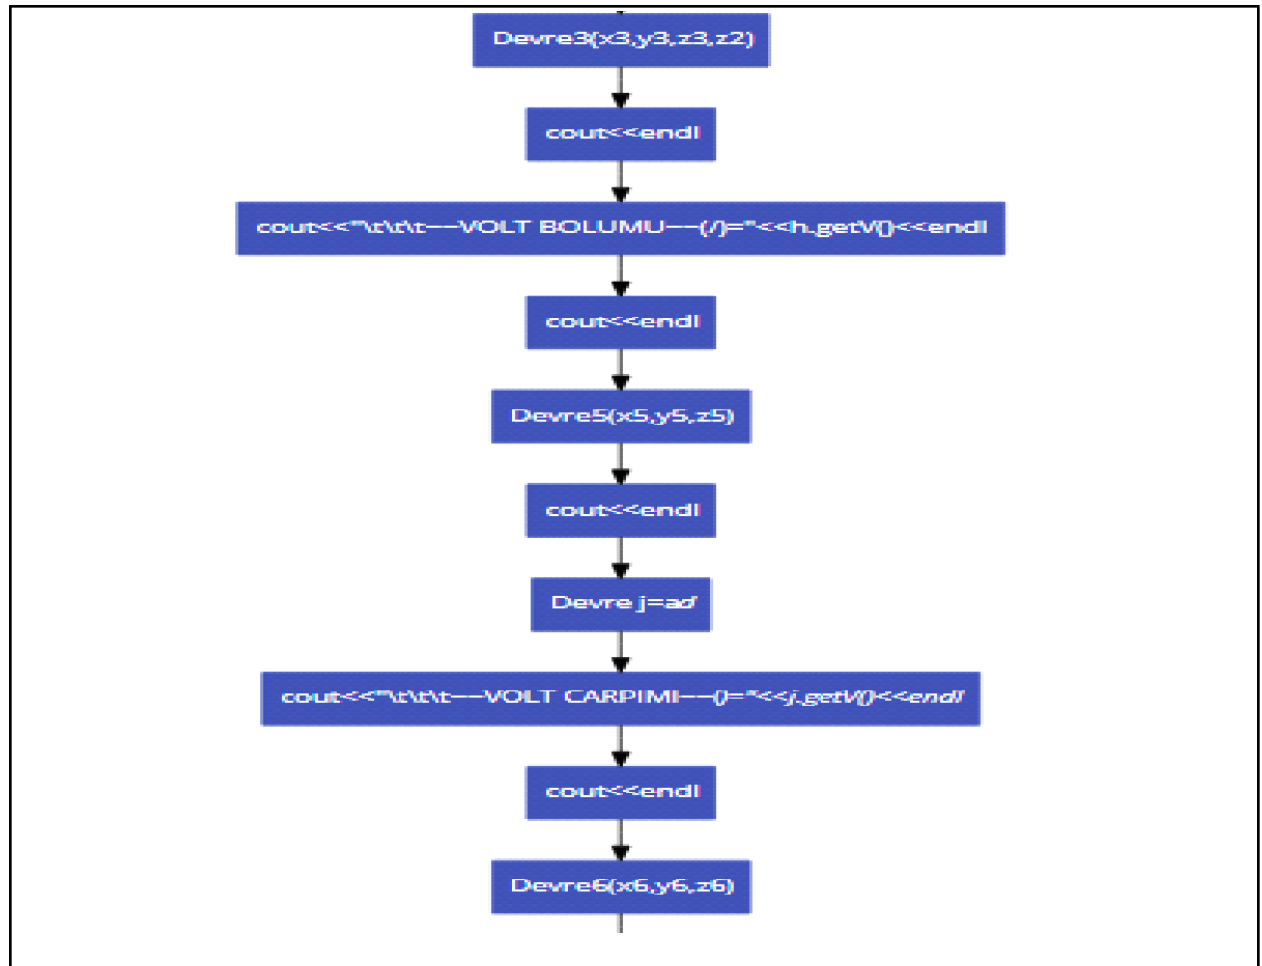 Devre3(x3,y3,z3,z2)
cout<<endl
cout<<"\t\t\t---VOLT BOLUMU---(/)="<<h.getV()<<endl
cout<<endl
Devre5(x5,y5,z5)
cout<<endl
Devre j=ad
cout<<"\t\t\t---VOLT CARPIMI---()="<<j.getV()<<endl
cout<<endl
Devre6(x6,y6,z6)